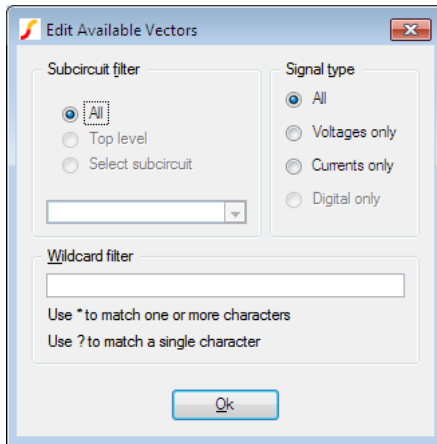 Edit Available Vectors
Subcircuit filter
All
Top level
Select subcircuit
Signal type
All
Voltages only
Currents only
Digital only
Wildcard filter
Use * to match one or more characters
Use ? to match a single character
Ok